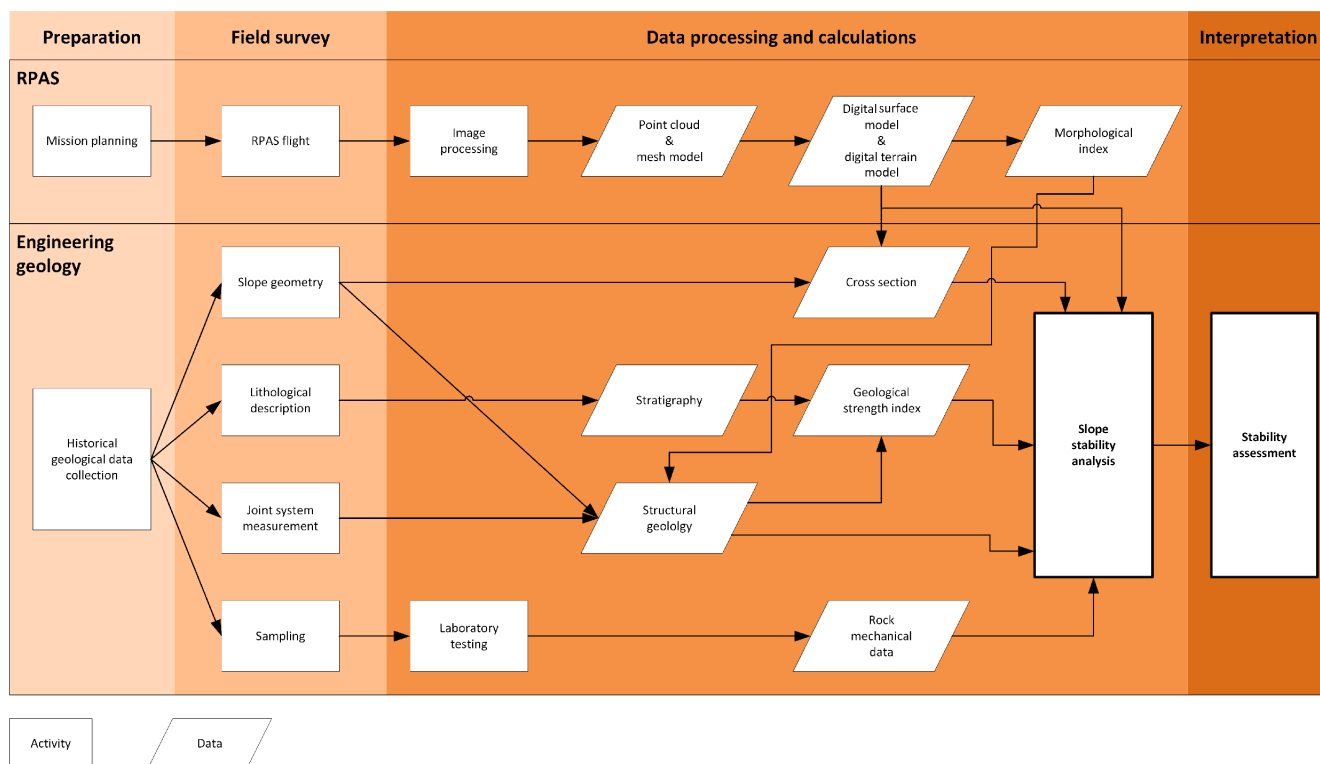 Preparation
Field survey
Data processing and calculations
Interpretation
RPAS
Mission planning
RPAS flight
Image
processing
Point cloud
&
mesh model
Digital surface
model
&
digital terrain
model
Morphological
index
Engineering
geology
Slope geometry
Cross section
Lithological
description
Stratigraphy
Geological
strength index
Historical
geological data
collection
Slope
stability
analysis
Stability
assessment
Joint system
measurement
Structural
geololgy
Sampling
Laboratory
testing
Rock
mechanical
data
Activity
Data